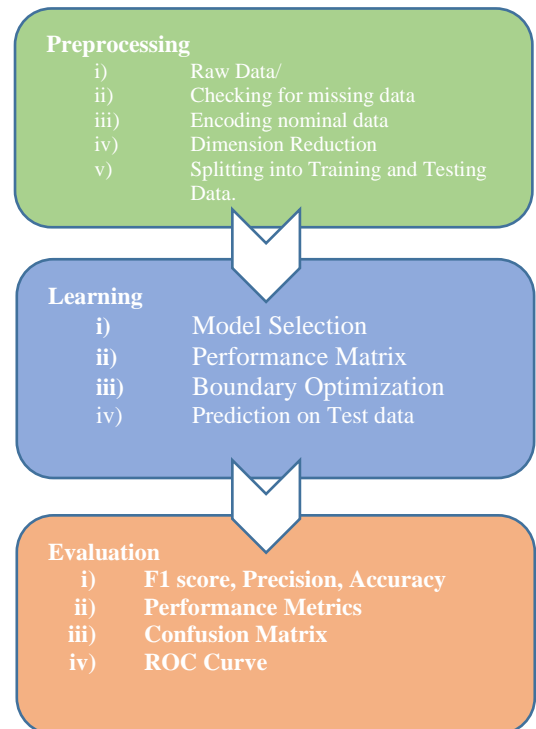 Preprocessing
i) Raw Data/
ii) Checking for missing data
iii) Encoding nominal data
iv) Dimension Reduction
v) Splitting into Training and Testing
Data.
Learning
i) Model Selection
ii) Performance Matrix
iii) Boundary Optimization
iv) Prediction on Test data
Evaluation
i) F1 score, Precision, Accuracy
ii) Performance Metrics
iii) Confusion Matrix
iv) ROC Curve